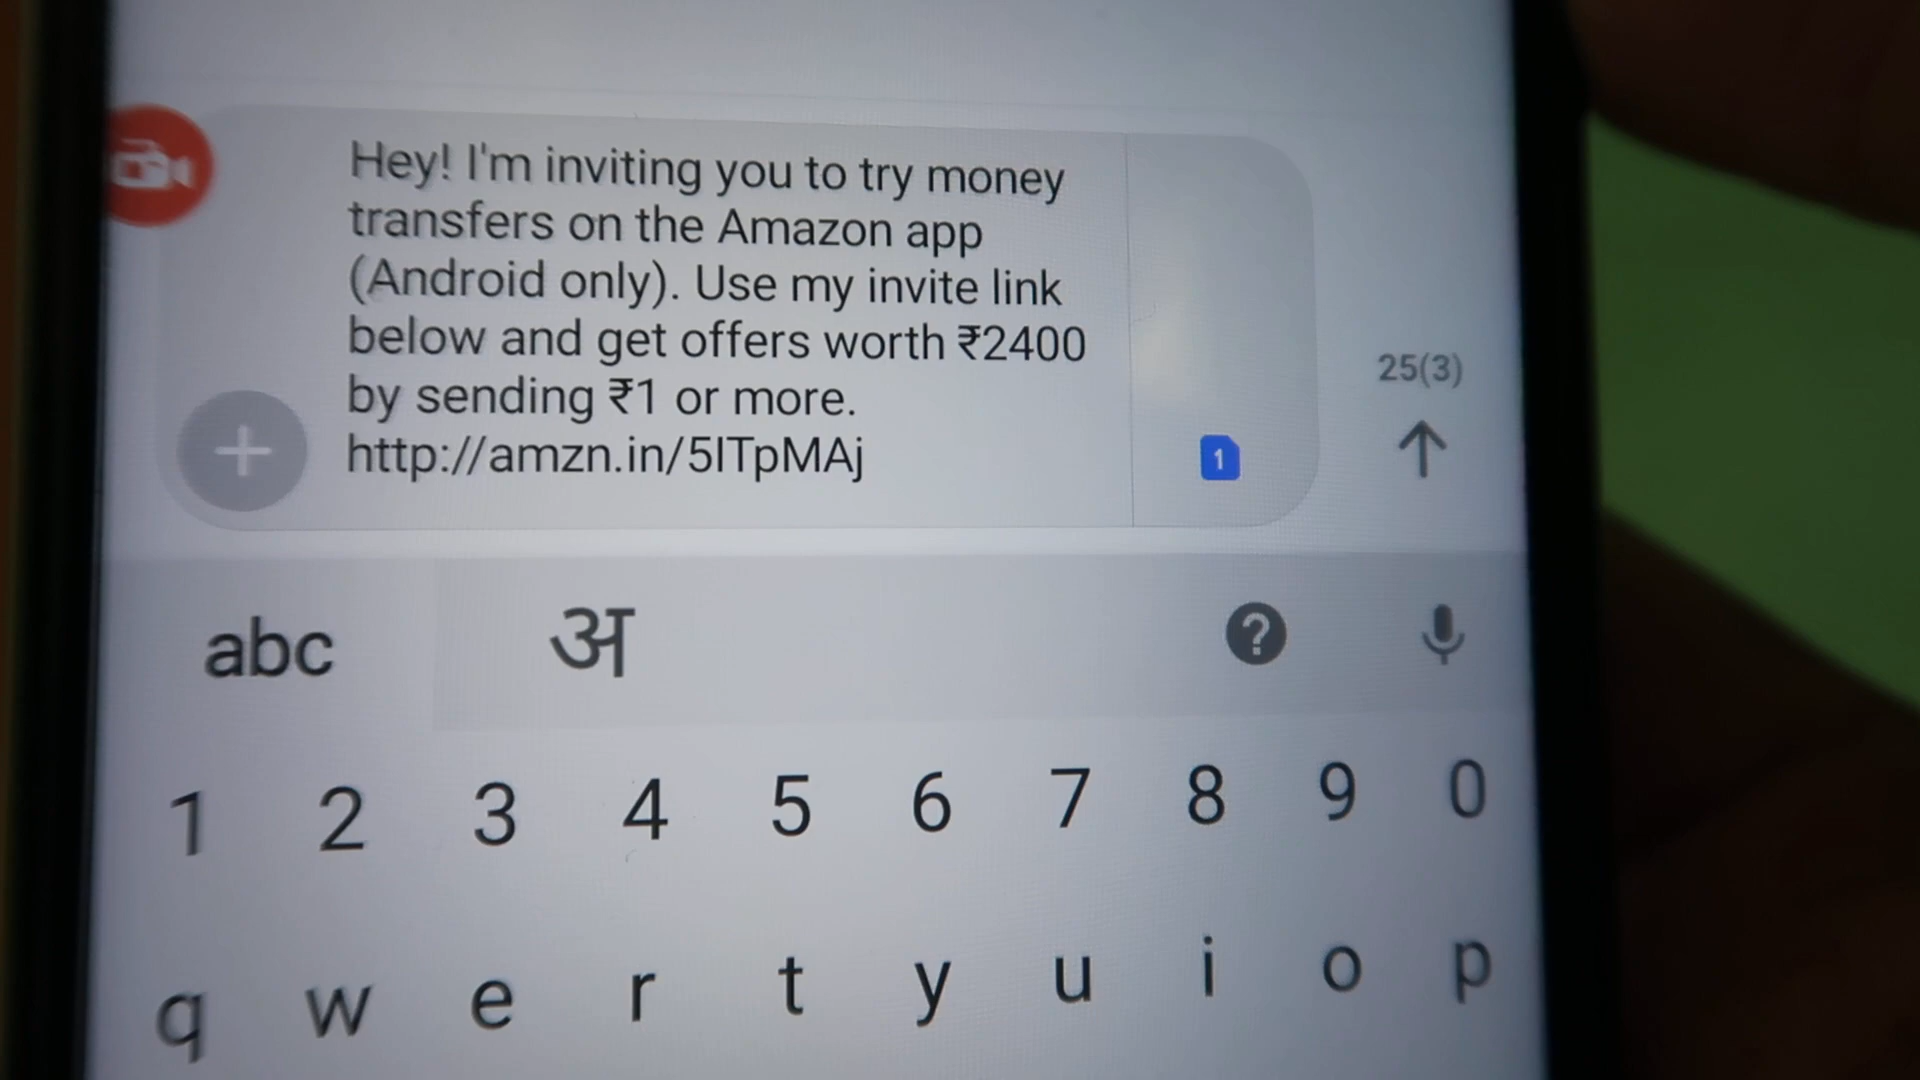 Hey! I'm inviting you to try money
transfers on the Amazon app
(Android only). Use my invite link
below and get offers worth ₹2400
by sending ₹1 or more.
http://amzn.in/5ITpMAj
25(3)
1
abc अ ?
1 2 3 4 5 6 7 8 9 0
q w e r t y u i o p